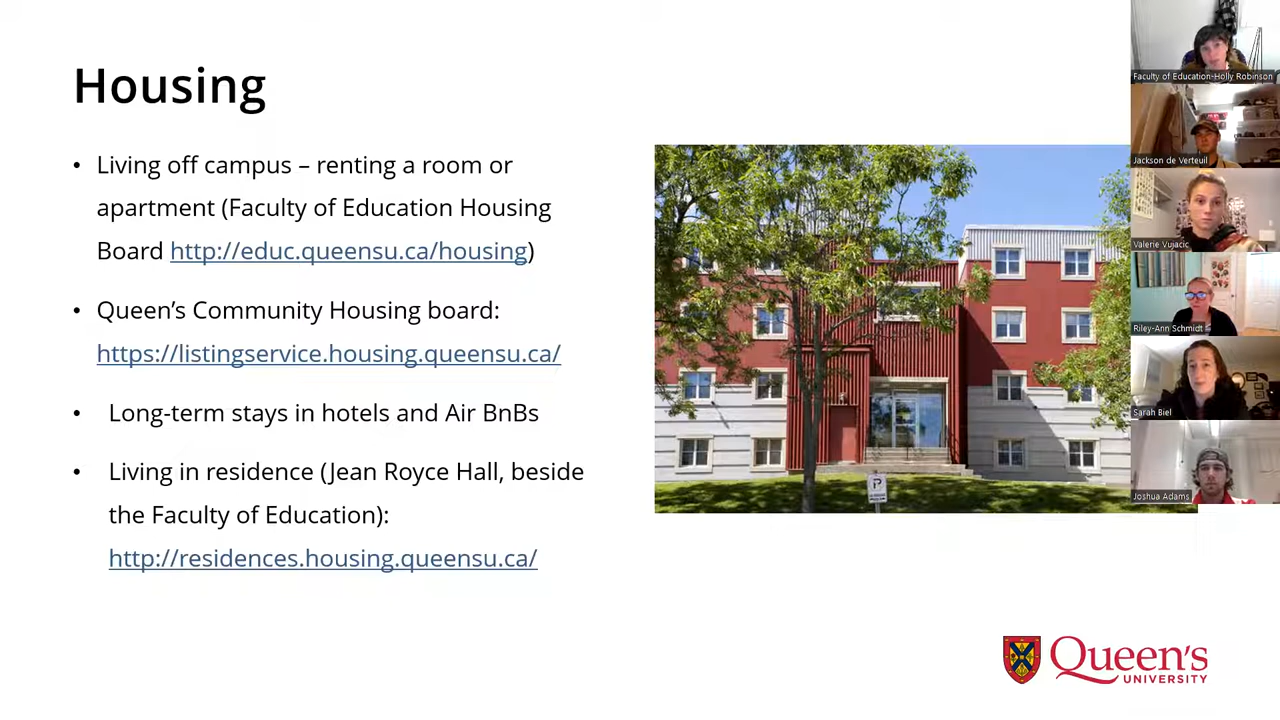 Housing
• Living off campus – renting a room or
apartment (Faculty of Education Housing
Board http://educ.queensu.ca/housing)
• Queen’s Community Housing board:
https://listingservice.housing.queensu.ca/
• Long-term stays in hotels and Air BnBs
• Living in residence (Jean Royce Hall, beside
the Faculty of Education):
http://residences.housing.queensu.ca/
P
Faculty of Education-Holly Robinson
Jackson de Verteuil
Valerie Vujacic
Riley-Ann Schmidt
Sarah Biel
Joshua Adams
Queen's
UNIVERSITY